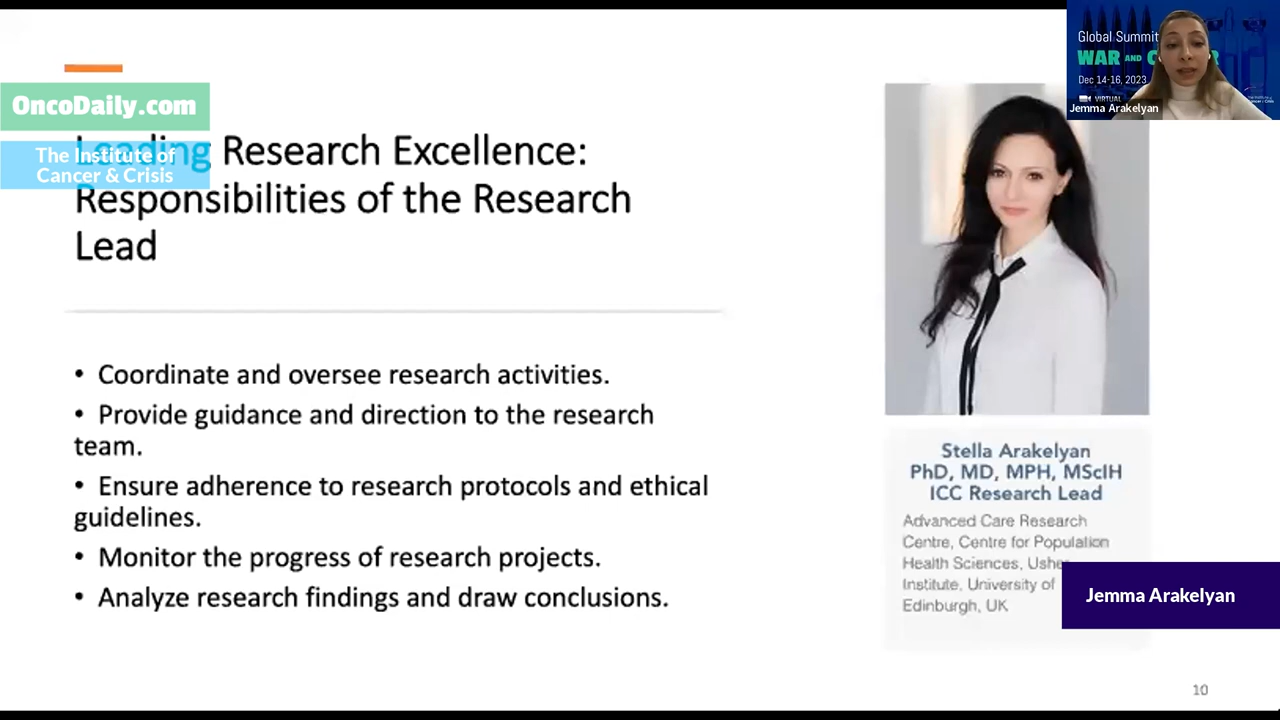 OncoDaily.com
The Institute of
Cancer & Crisis
Leading Research Excellence:
Responsibilities of the Research
Lead
• Coordinate and oversee research activities.
• Provide guidance and direction to the research
team.
• Ensure adherence to research protocols and ethical
guidelines.
• Monitor the progress of research projects.
• Analyze research findings and draw conclusions.
Global Summit
WAR AND C
Dec 14-16, 2023
VIRTUAL
Jemma Arakelyan
Stella Arakelyan
PhD, MD, MPH, MScIH
ICC Research Lead
Advanced Care Research
Centre, Centre for Population
Health Sciences, Ushe
Institute, University of
Edinburgh, UK
Jemma Arakelyan
10